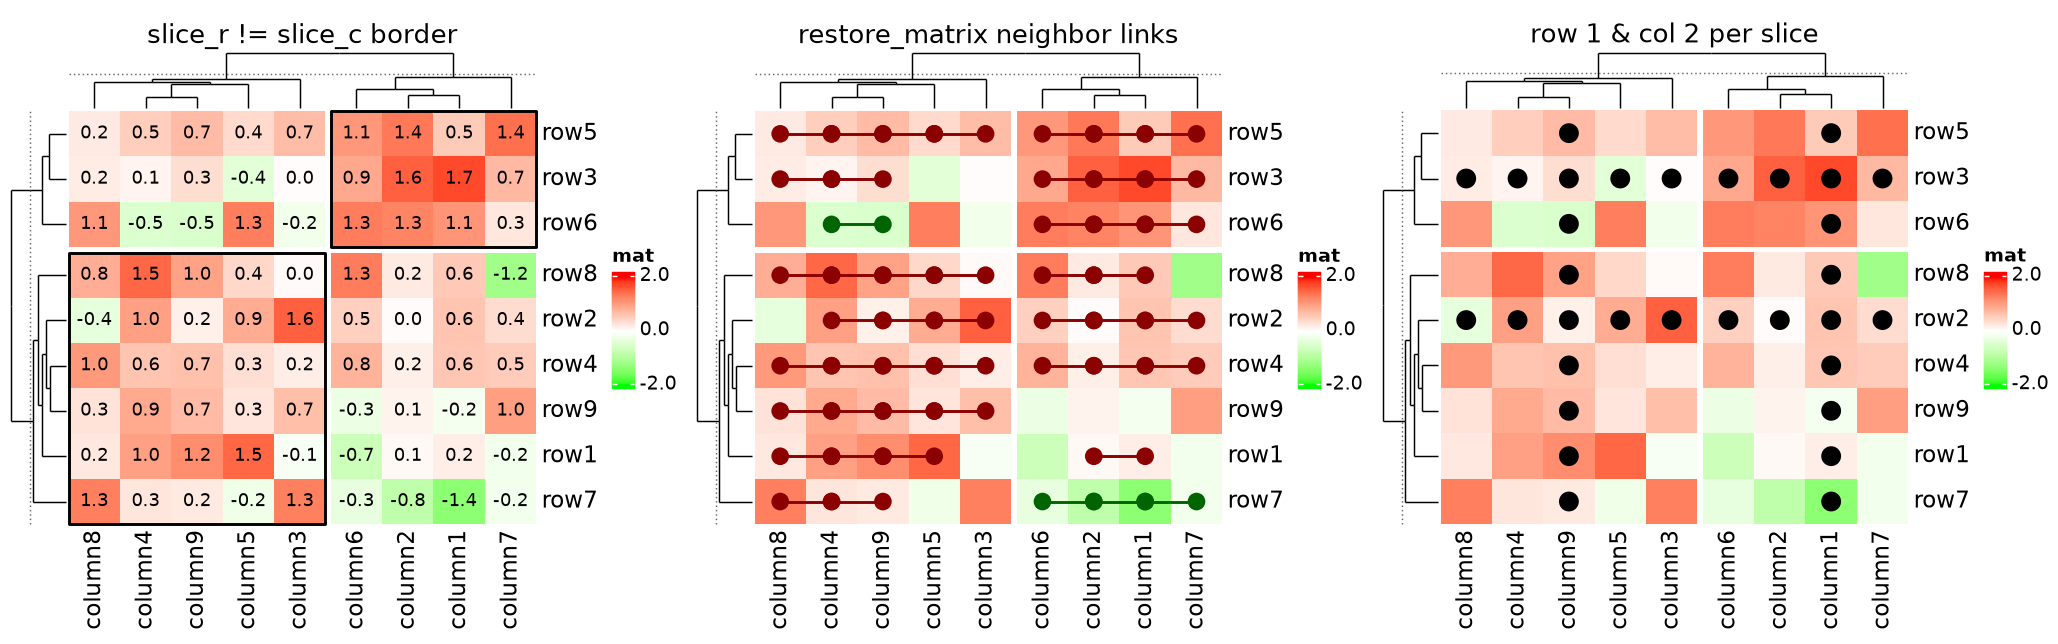 slice_r != slice_c border
0.2 0.5 0.7 0.4 0.7 1.1 1.4 0.5 1.4 row5
0.2 0.1 0.3 -0.4 0.0 0.9 1.6 1.7 0.7 row3
1.1 -0.5 -0.5 1.3 -0.2 1.3 1.3 1.1 0.3 row6
0.8 1.5 1.0 0.4 0.0 1.3 0.2 0.6 -1.2 row8
-0.4 1.0 0.2 0.9 1.6 0.5 0.0 0.6 0.4 row2
1.0 0.6 0.7 0.3 0.2 0.8 0.2 0.6 0.5 row4
0.3 0.9 0.7 0.3 0.7 -0.3 0.1 -0.2 1.0 row9
0.2 1.0 1.2 1.5 -0.1 -0.7 0.1 0.2 -0.2 row1
1.3 0.3 0.2 -0.2 1.3 -0.3 -0.8 -1.4 -0.2 row7
column8
column4
column9
column5
column3
column6
column2
column1
column7
mat
2.0
0.0
-2.0
restore_matrix neighbor links
row5
row3
row6
row8
row2
row4
row9
row1
row7
column8
column4
column9
column5
column3
column6
column2
column1
column7
mat
2.0
0.0
-2.0
row 1 & col 2 per slice
row5
row3
row6
row8
row2
row4
row9
row1
row7
column8
column4
column9
column5
column3
column6
column2
column1
column7
mat
2.0
0.0
-2.0